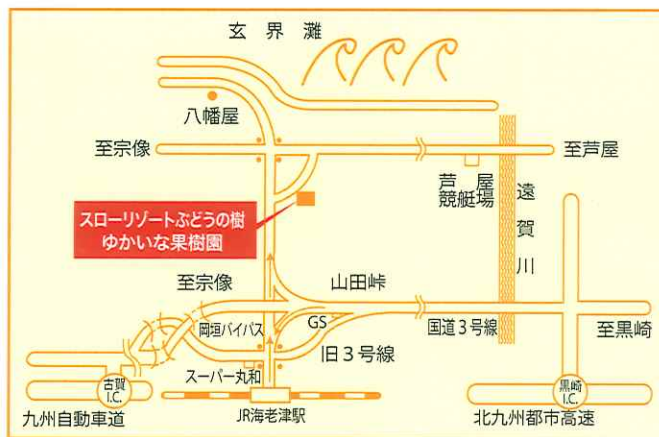 玄界灘
八幡屋
至宗像
至芦屋
芦屋
競艇場
遠賀川
スローリゾートぶどうの樹
ゆかいな果樹園
至宗像
山田峠
岡垣バイパス
GS
国道3号線
至黒崎
旧3号線
スーパー丸和
古賀
I.C.
黒崎
I.C.
九州自動車道
JR海老津駅
北九州都市高速